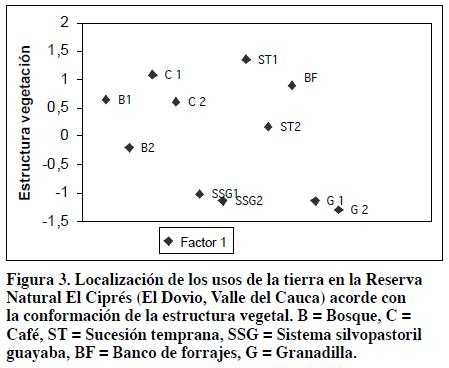 2
1,5
1
0,5
0
-0,5
-1
-1,5
Estructura vegetación
B1
B2
C 1
C 2
SSG1
SSG2
ST1
ST2
BF
G 1
G 2
Factor 1
Figura 3. Localización de los usos de la tierra en la Reserva
Natural El Ciprés (El Dovio, Valle del Cauca) acorde con
la conformación de la estructura vegetal. B = Bosque, C =
Café, ST = Sucesión temprana, SSG = Sistema silvopastoril
guayaba, BF = Banco de forrajes, G = Granadilla.